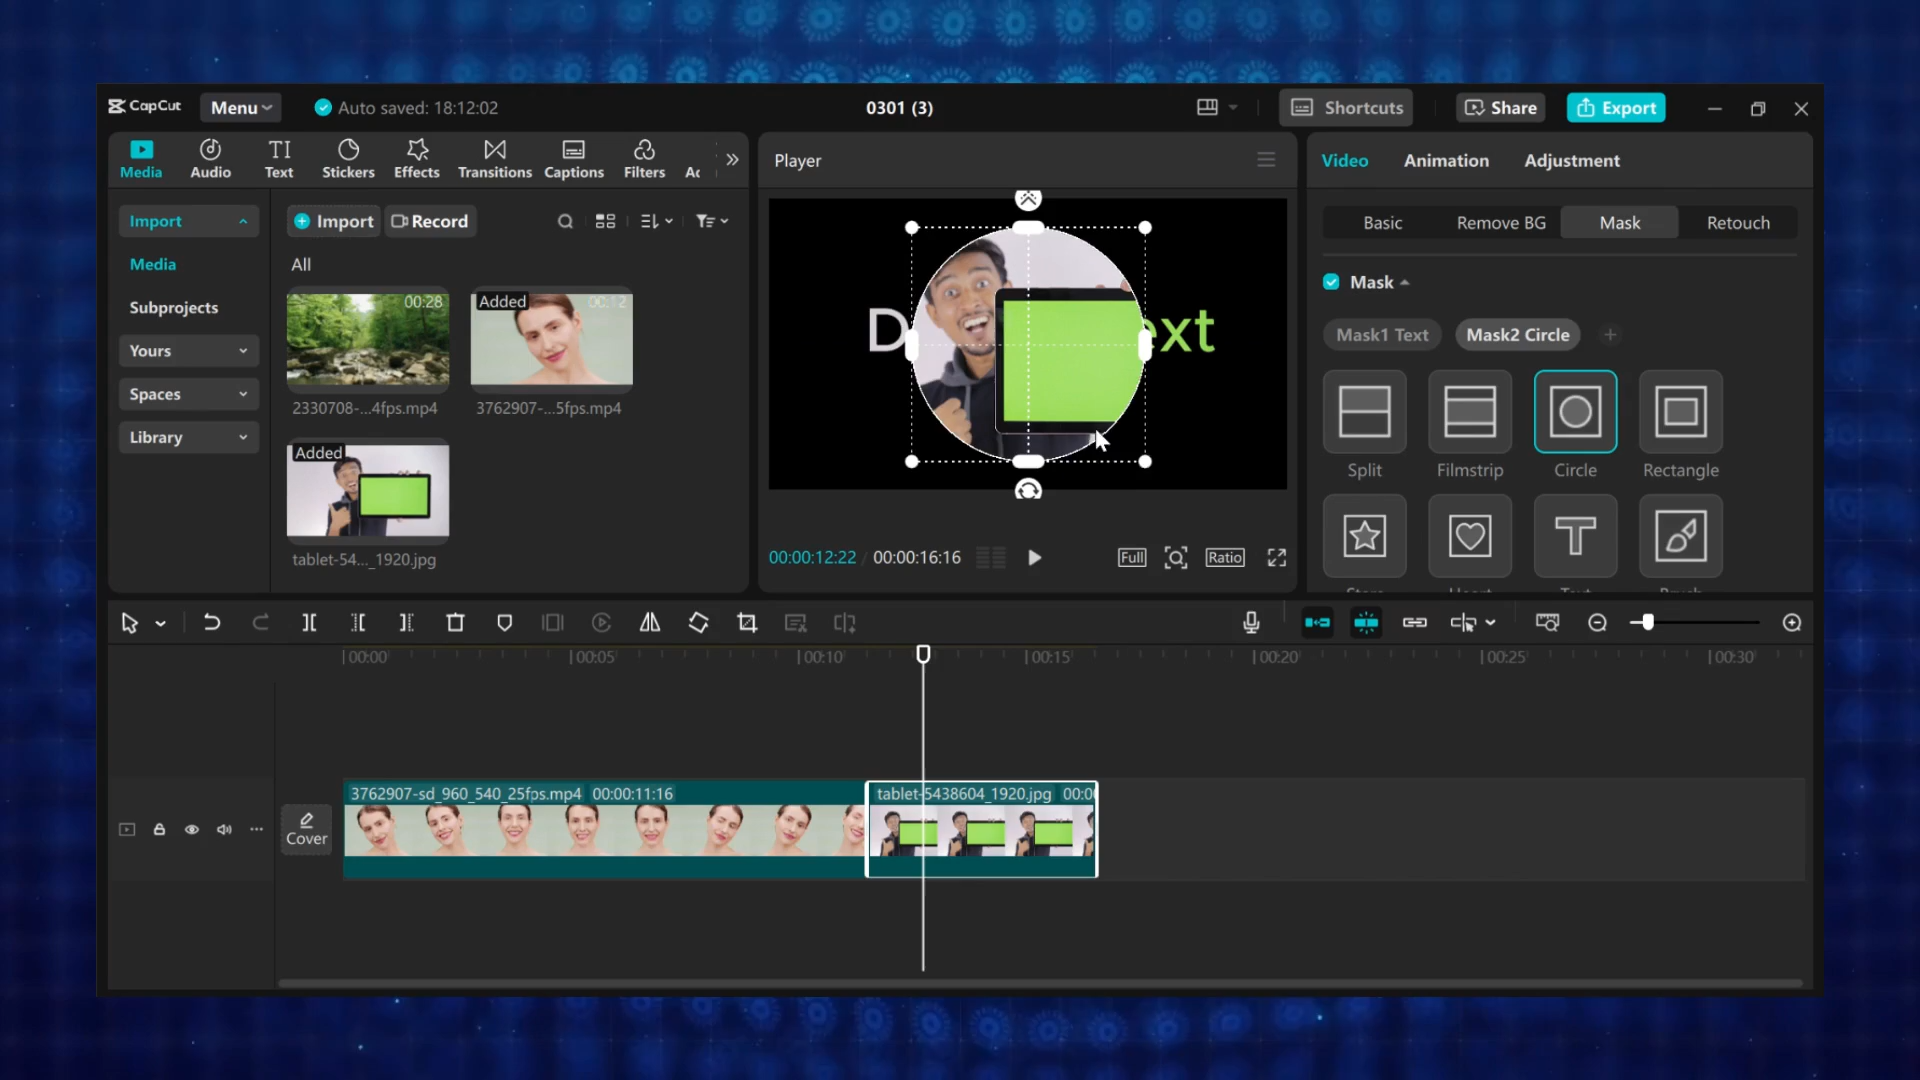 CapCut Menu Auto saved: 18:12:02 0301 (3) Shortcuts Share Export
Media Audio Text Stickers Effects Transitions Captions Filters
Player
Video Animation Adjustment
Import
Media
Subprojects
Yours
Spaces
Library
Import Record
All
00:28
2330708-...4fps.mp4
Added 00:12
3762907-...5fps.mp4
Added
tablet-54..._1920.jpg
D ext
00:00:12:22 / 00:00:16:16 Full Ratio
Basic Remove BG Mask Retouch
Mask
Mask1 Text Mask2 Circle
Split Filmstrip Circle Rectangle
00:00 00:05 00:10 00:15 00:20 00:25 00:30
Cover
3762907-sd_960_540_25fps.mp4 00:00:11:16
tablet-5438604_1920.jpg